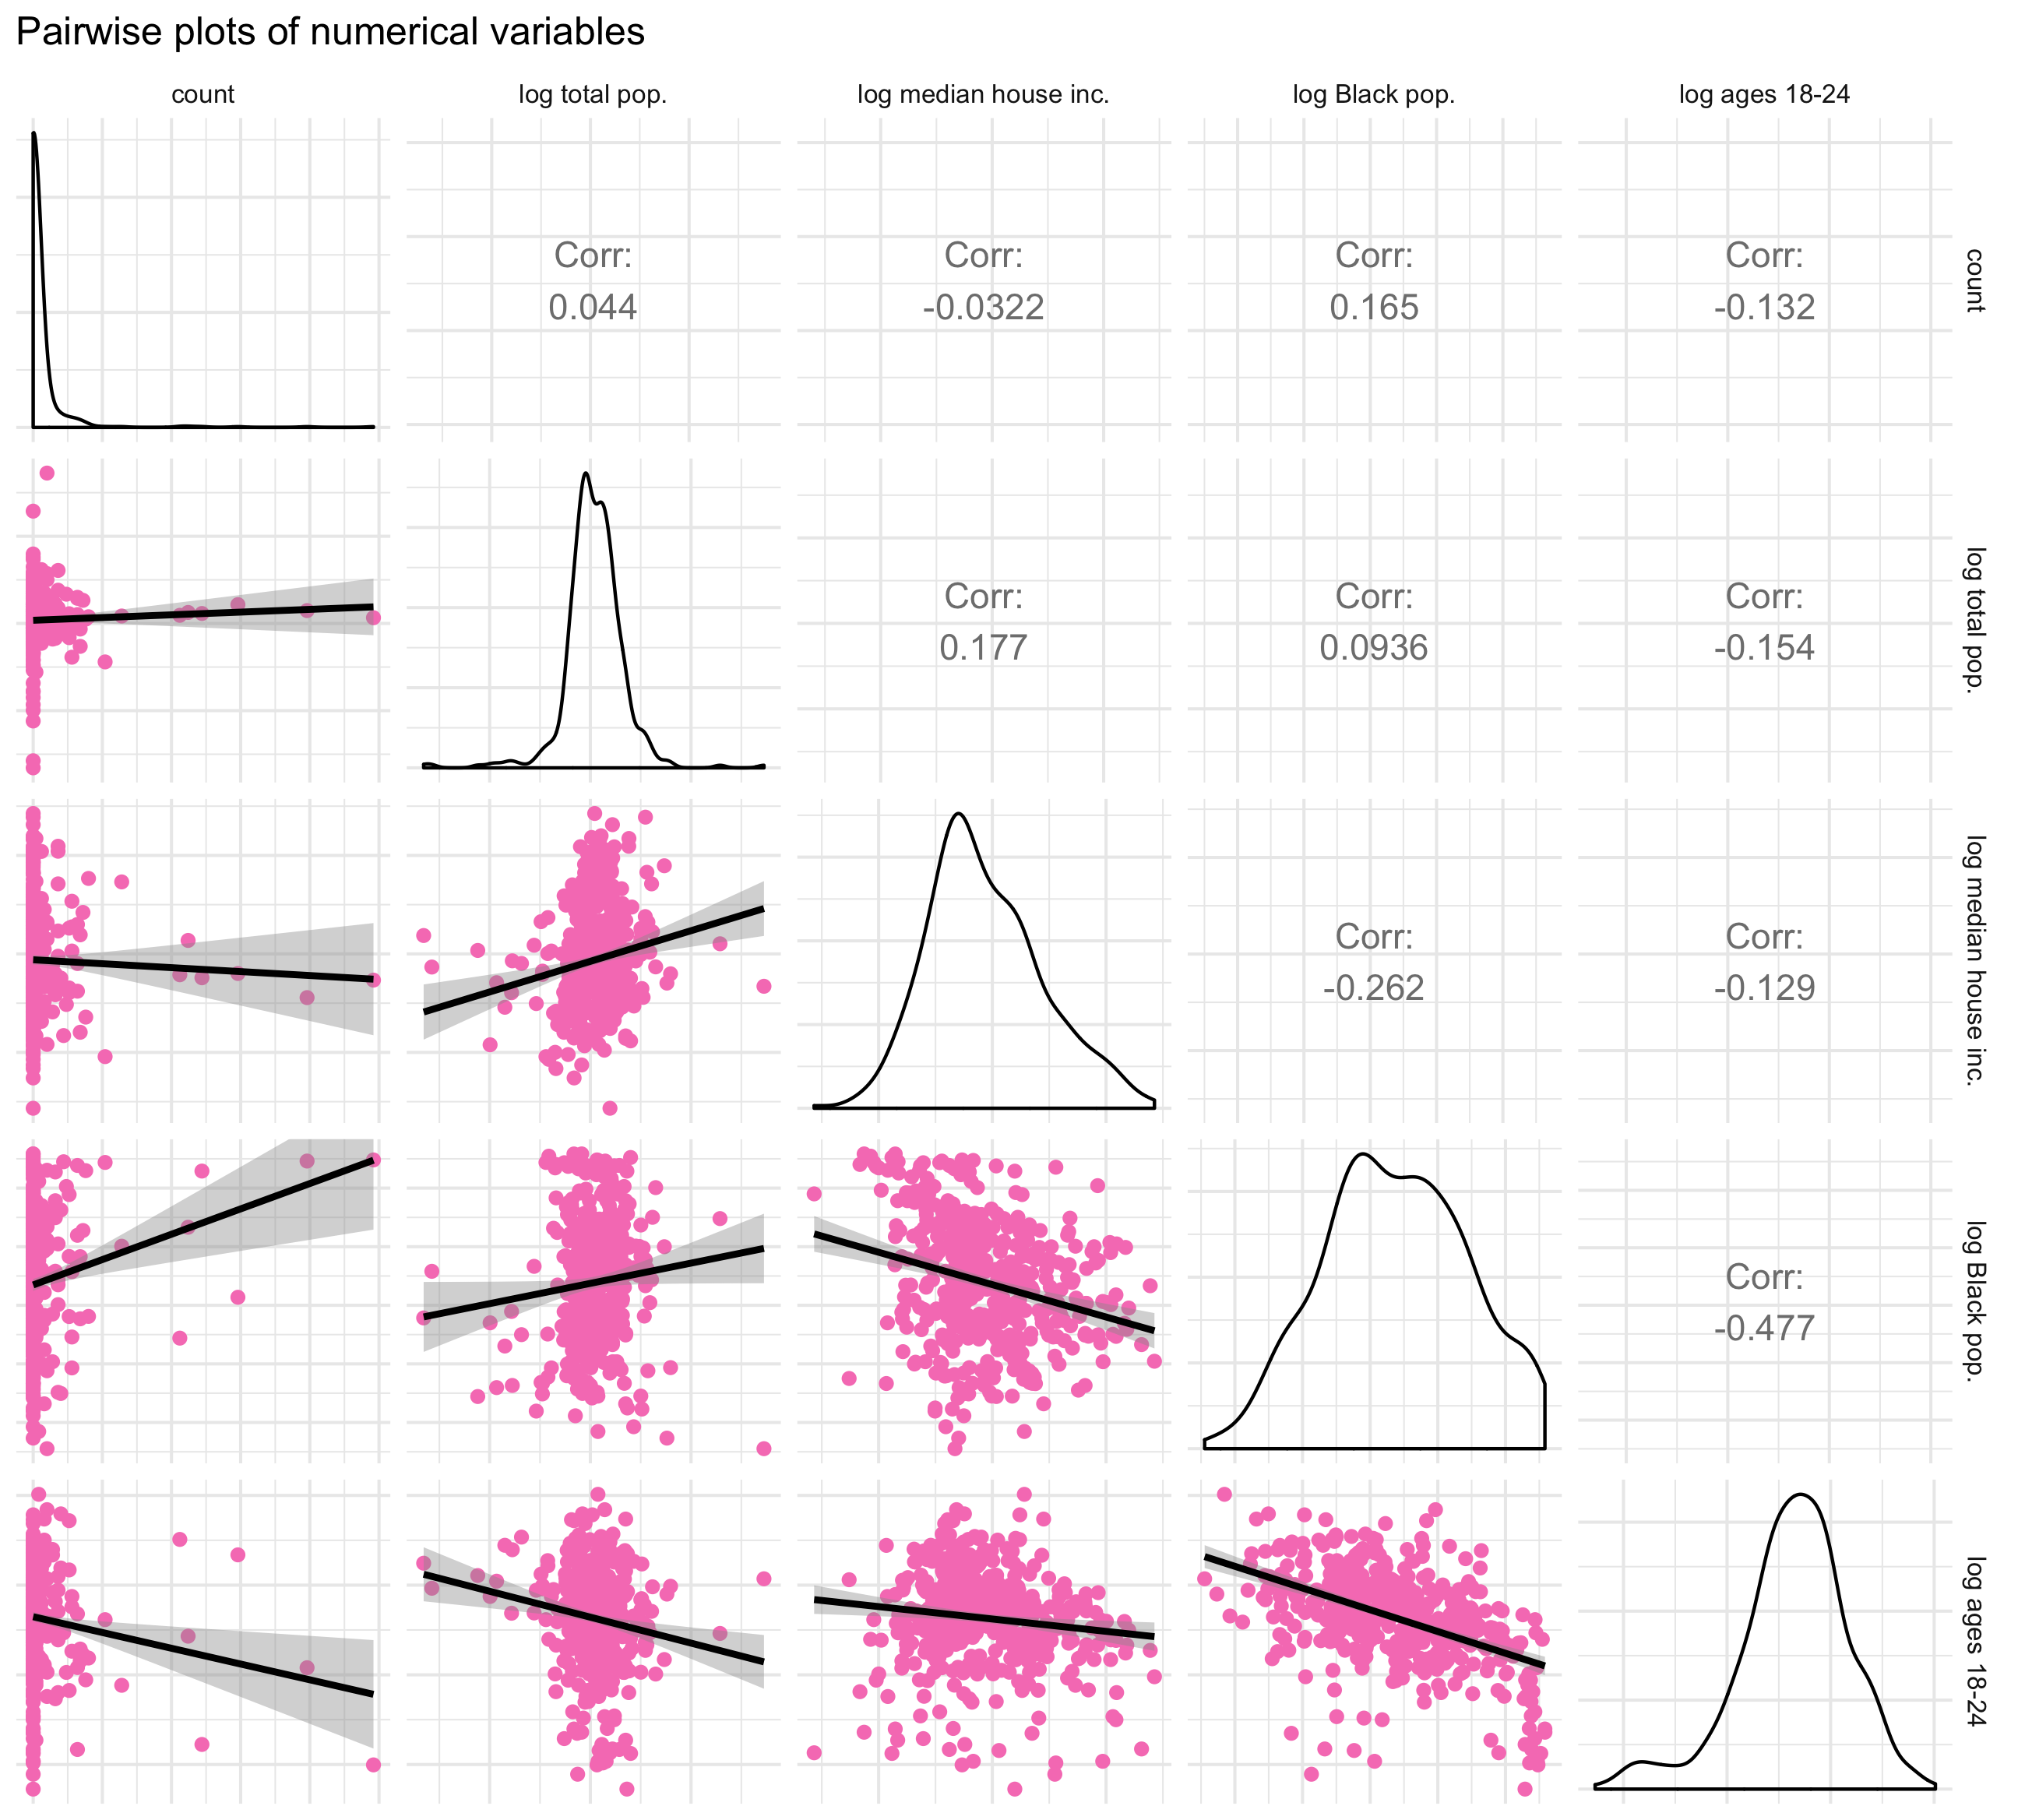 Pairwise plots of numerical variables
count
log total pop.
log median house inc.
log Black pop.
log ages 18-24
Corr:
0.044
Corr:
-0.0322
Corr:
0.165
Corr:
-0.132
count
Corr:
0.177
Corr:
0.0936
Corr:
-0.154
log total pop.
Corr:
-0.262
Corr:
-0.129
log median house inc.
Corr:
-0.477
log Black pop.
log ages 18-24